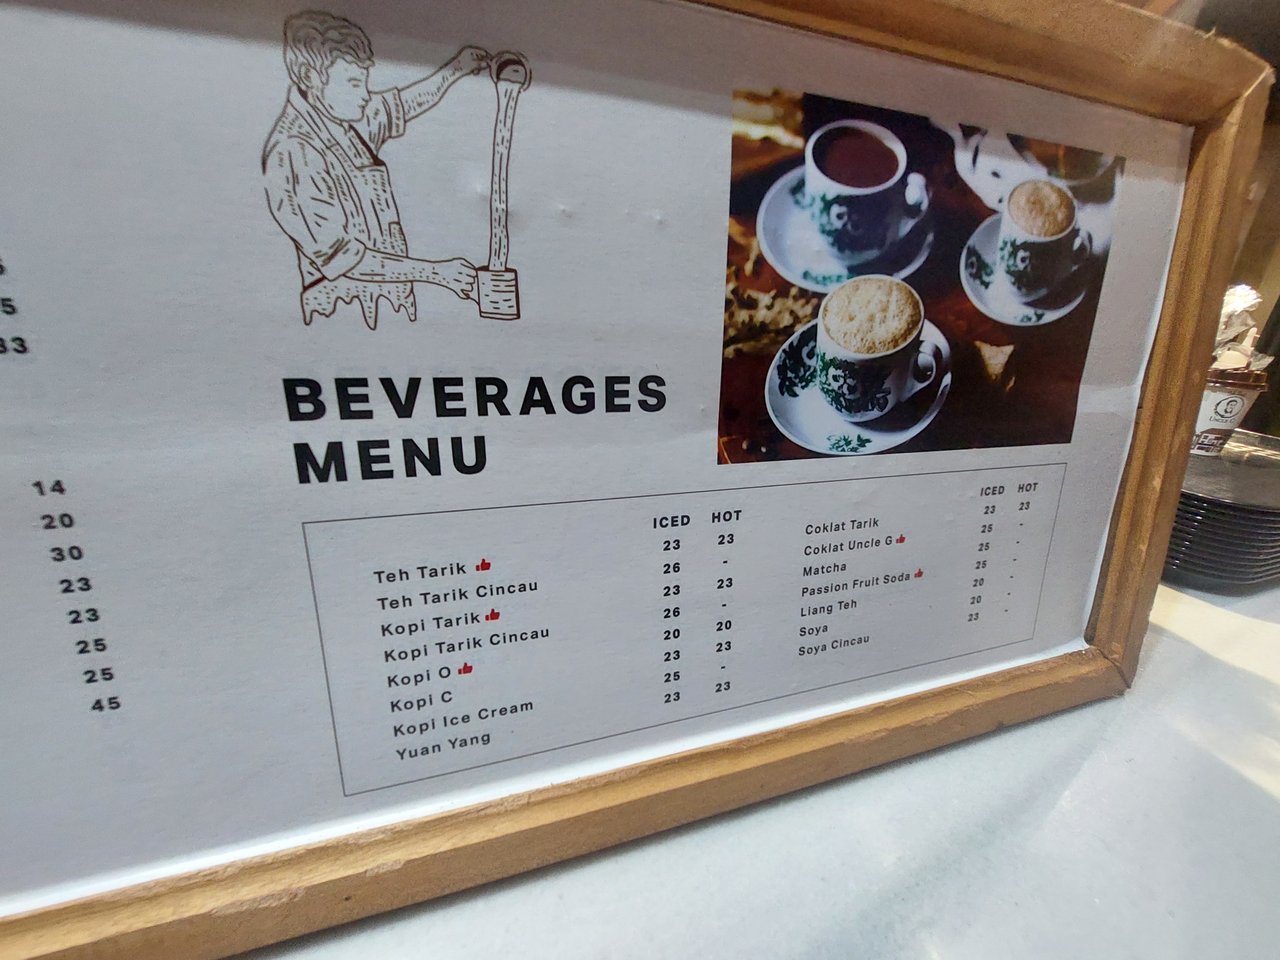 14
20
30
23
23
25
25
45
BEVERAGES
MENU
ICED HOT
Teh Tarik 23 23
Teh Tarik Cincau 26 -
Kopi Tarik 23 23
Kopi Tarik Cincau 26 -
Kopi O 20 20
Kopi C 23 23
Kopi Ice Cream 25 -
Yuan Yang 23 23
ICED HOT
Coklat Tarik 23 23
Coklat Uncle G 25 -
Matcha 25 -
Passion Fruit Soda 25 -
Liang Teh 20 -
Soya 20 -
Soya Cincau 23 -